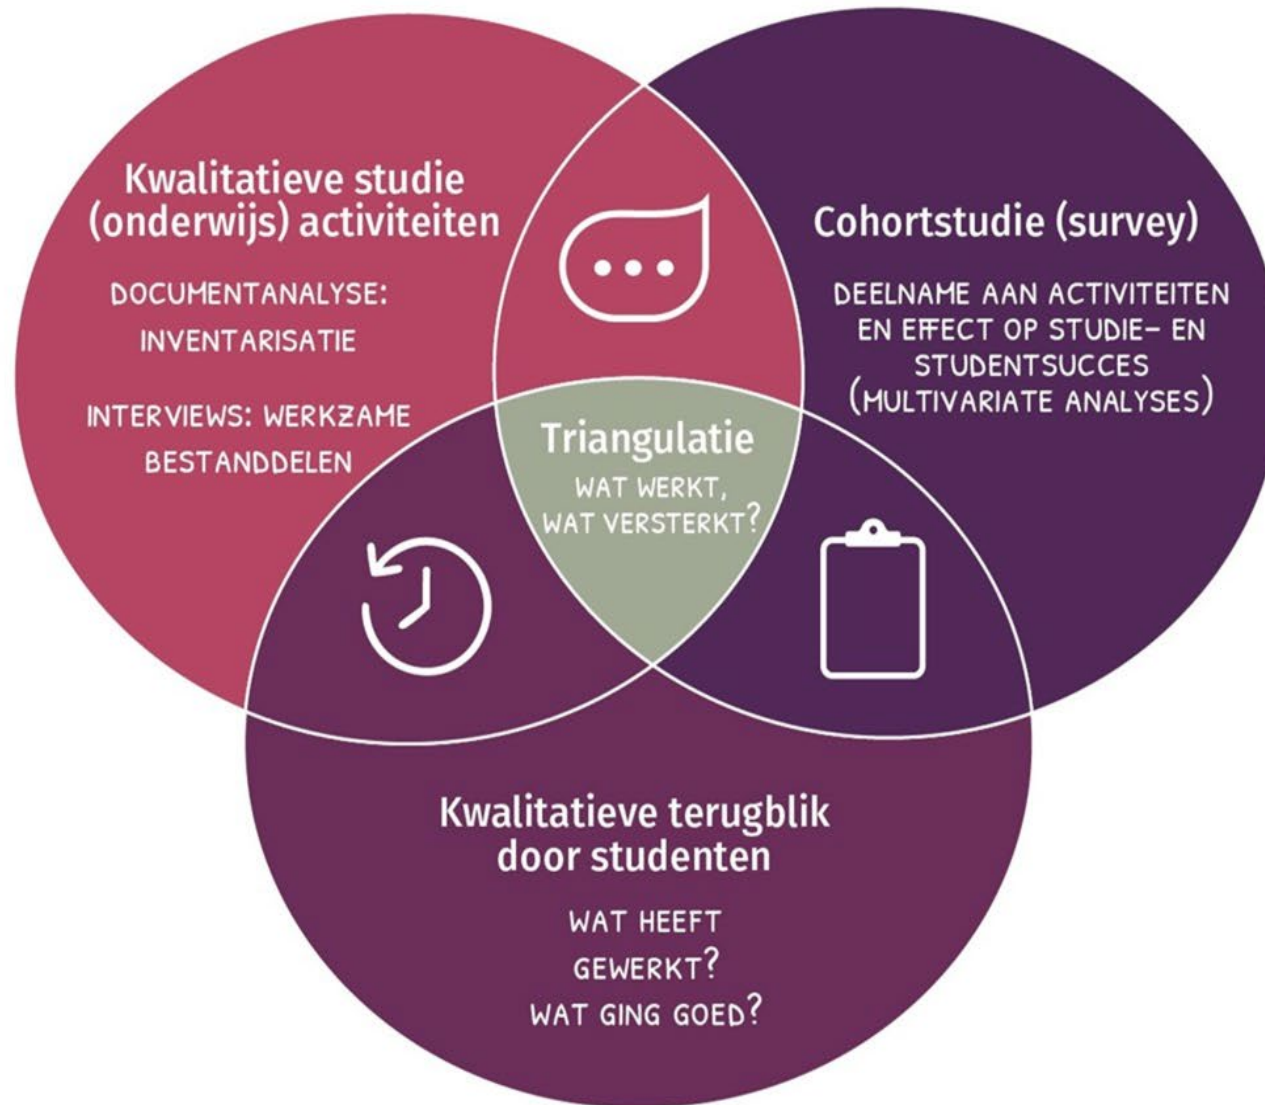 Kwalitatieve studie
(onderwijs) activiteiten
DOCUMENTANALYSE:
INVENTARISATIE
INTERVIEWS: WERKZAME
BESTANDDELEN
Cohortstudie (survey)
DEELNAME AAN ACTIVITEITEN
EN EFFECT OP STUDIE- EN
STUDENTSUCCES
(MULTIVARIATE ANALYSES)
Triangulatie
WAT WERKT,
WAT VERSTERKT?
Kwalitatieve terugblik
door studenten
WAT HEEFT
GEWERKT?
WAT GING GOED?